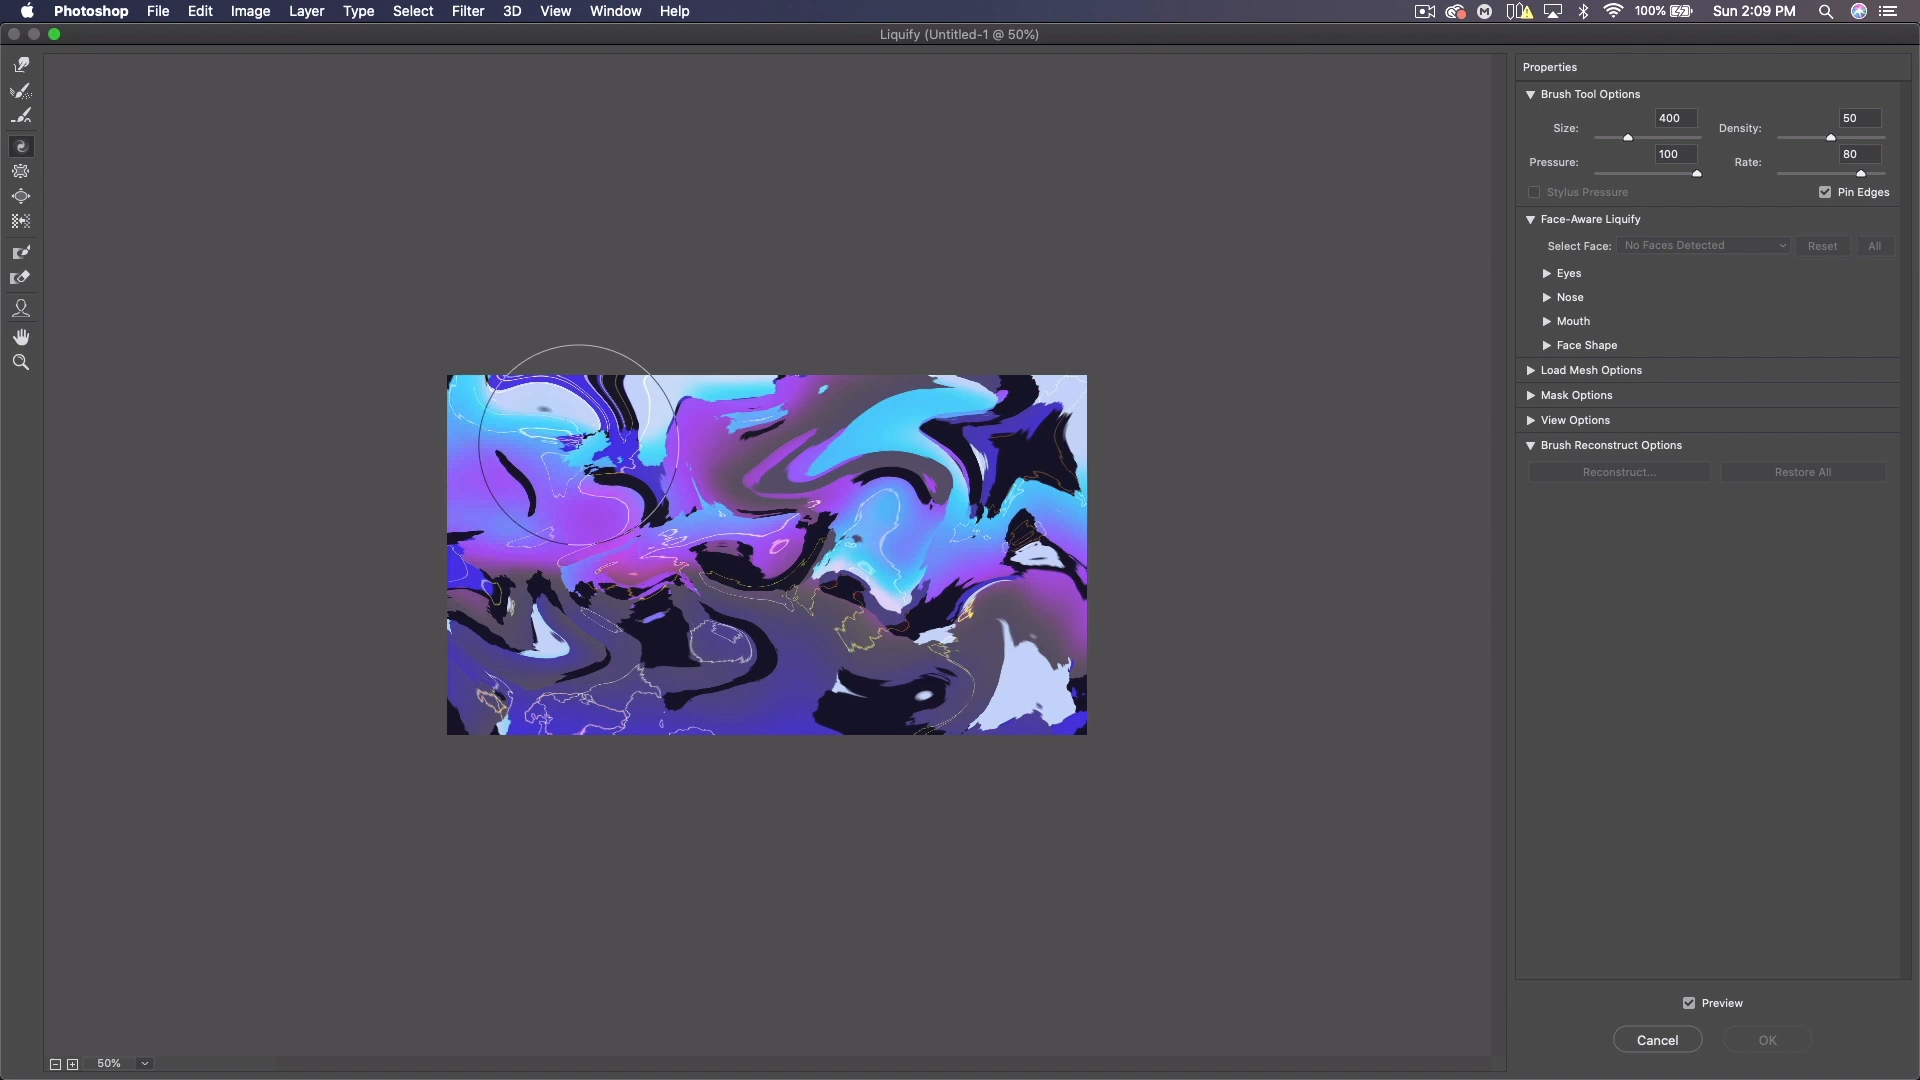 Photoshop File Edit Image Layer Type Select Filter 3D View Window Help 100% Sun 2:09 PM
Liquify (Untitled-1 @ 50%)
Properties
Brush Tool Options
Size: 400 Density: 50
Pressure: 100 Rate: 80
Stylus Pressure Pin Edges
Face-Aware Liquify
Select Face: No Faces Detected Reset All
Eyes
Nose
Mouth
Face Shape
Load Mesh Options
Mask Options
View Options
Brush Reconstruct Options
Reconstruct... Restore All
Preview
Cancel OK
50%